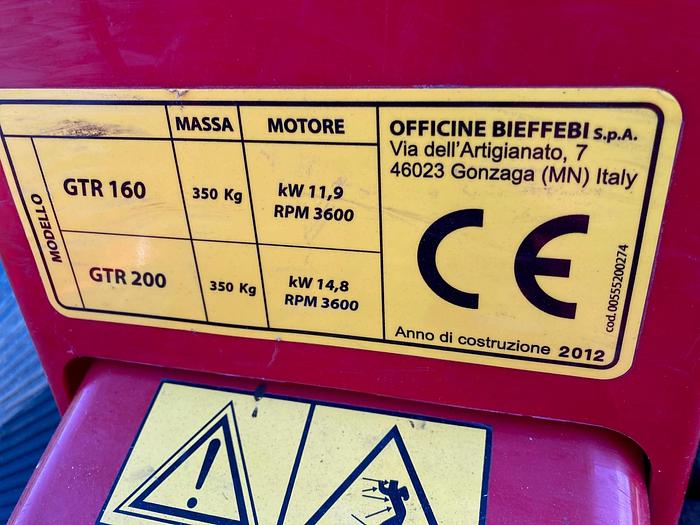 MASSA MOTORE
MODELLO
GTR 160 350 Kg kW 11,9
RPM 3600
GTR 200 350 Kg kW 14,8
RPM 3600
OFFICINE BIEFFEBI S.p.A.
Via dell'Artigianato, 7
46023 Gonzaga (MN) Italy
CE
cod.00555200274
Anno di costruzione 2012
!